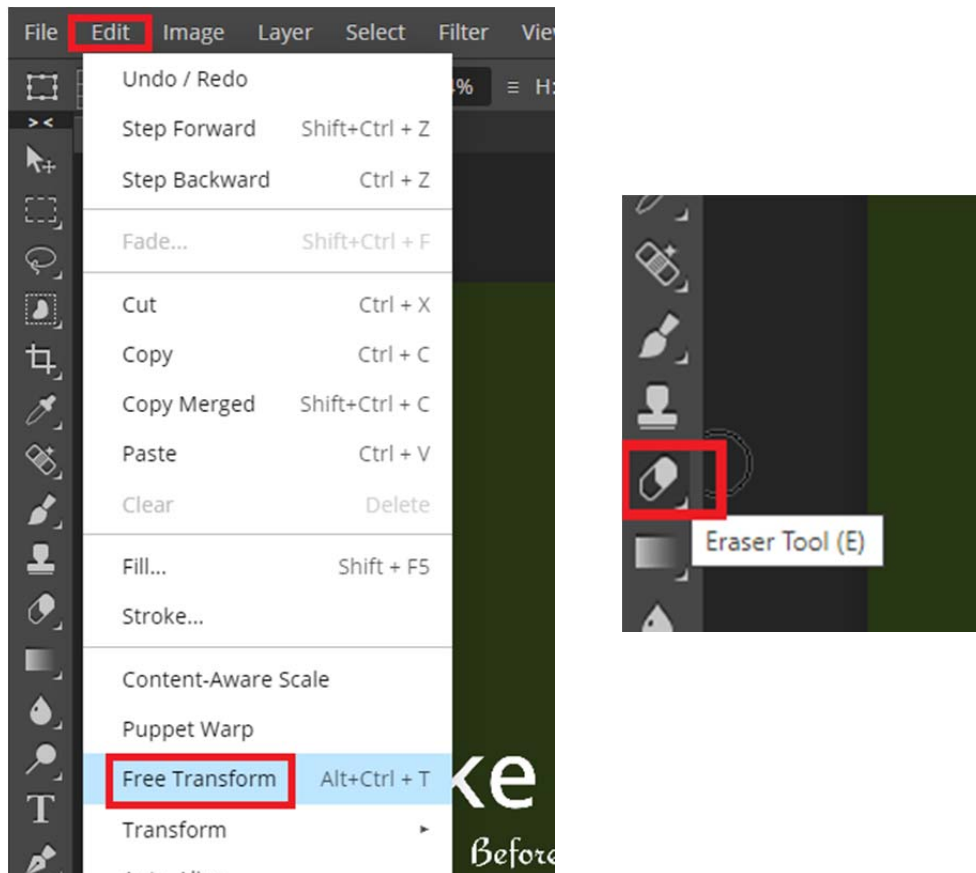 File Edit Image Layer Select Filter
% H:
Undo / Redo
Step Forward Shift+Ctrl + Z
Step Backward Ctrl + Z
Fade... Shift+Ctrl + F
Cut Ctrl + X
Copy Ctrl + C
Copy Merged Shift+Ctrl + C
Paste Ctrl + V
Clear Delete
Fill... Shift + F5
Stroke...
Content-Aware Scale
Puppet Warp
Free Transform Alt+Ctrl + T
Transform
T
ke
Before
Eraser Tool (E)